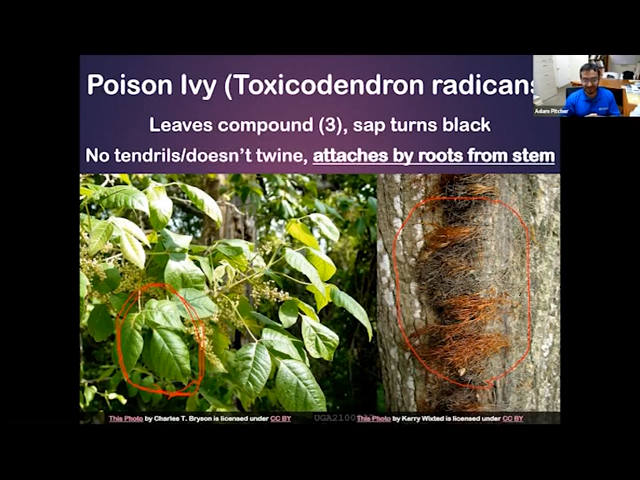 Poison Ivy (Toxicodendron radicans
Adam Pitcher
Leaves compound (3), sap turns black
No tendrils/doesn't twine, attaches by roots from stem
This Photo by Charles T. Bryson is licensed under CC BY
This Photo by Kerry Wixted is licensed under CC BY